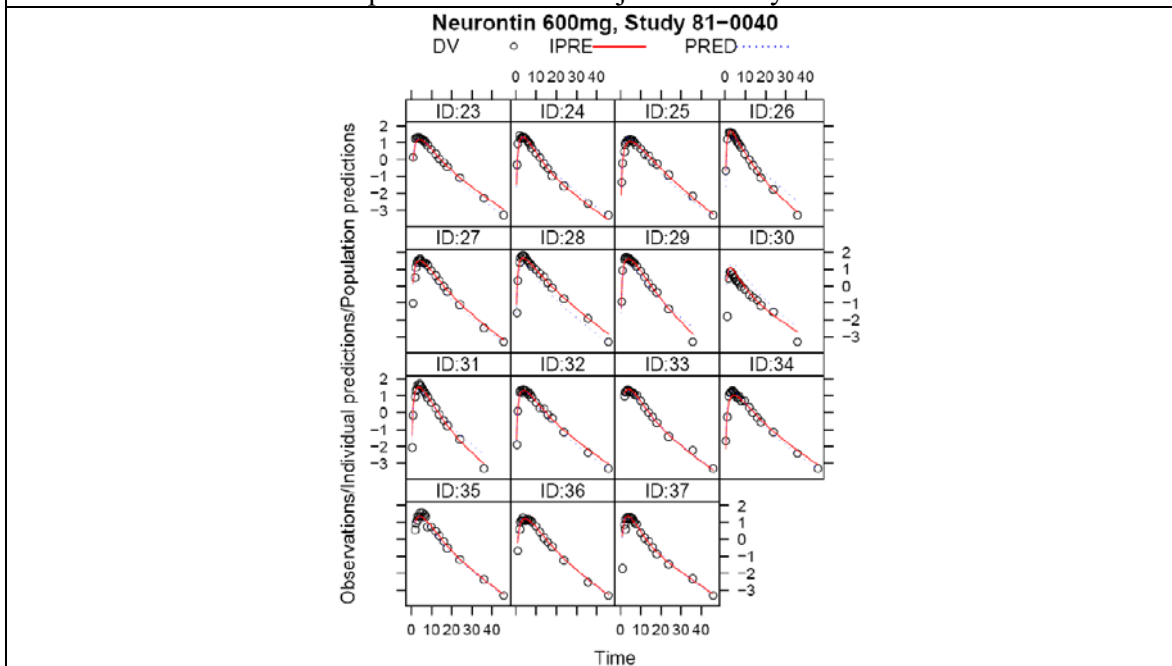 Neurontin 600mg, Study 81−0040
DV IPRE PRED
0 10 20 30 40 0 10 20 30 40
ID:23 ID:24 ID:25 ID:26
2
1
0
−1
−2
−3
ID:27 ID:28 ID:29 ID:30
2
1
0
−1
−2
−3
ID:31 ID:32 ID:33 ID:34
2
1
0
−1
−2
−3
ID:35 ID:36 ID:37
2
1
0
−1
−2
−3
0 10 20 30 40 0 10 20 30 40
Time
Observations/Individual predictions/Population predictions